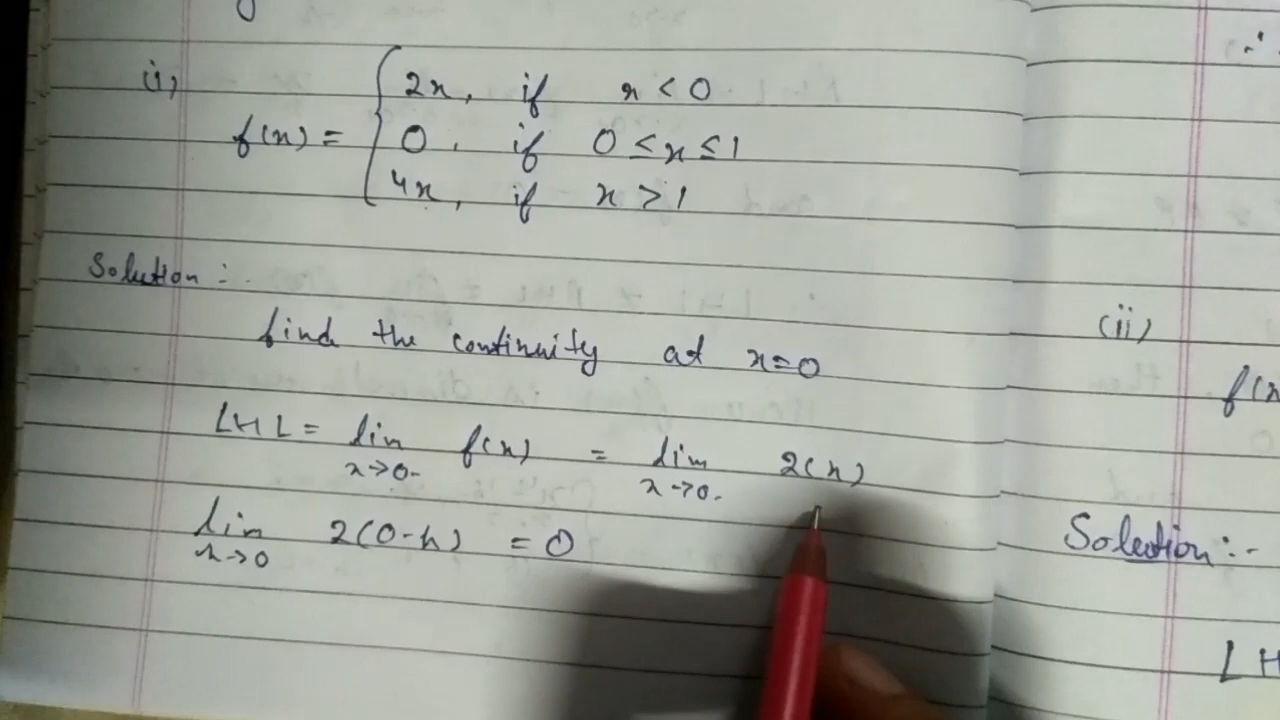 i)
2x, if x < 0
f(x) = 0, if 0 ≤ x ≤ 1
4x, if x > 1
Solution :-
find the continuity at x=0
LHL = lim f(x) = lim 2(x)
x→0- x→0-
lim 2(0-h) = 0
h→0
(ii)
f(x
Solution :-
LH